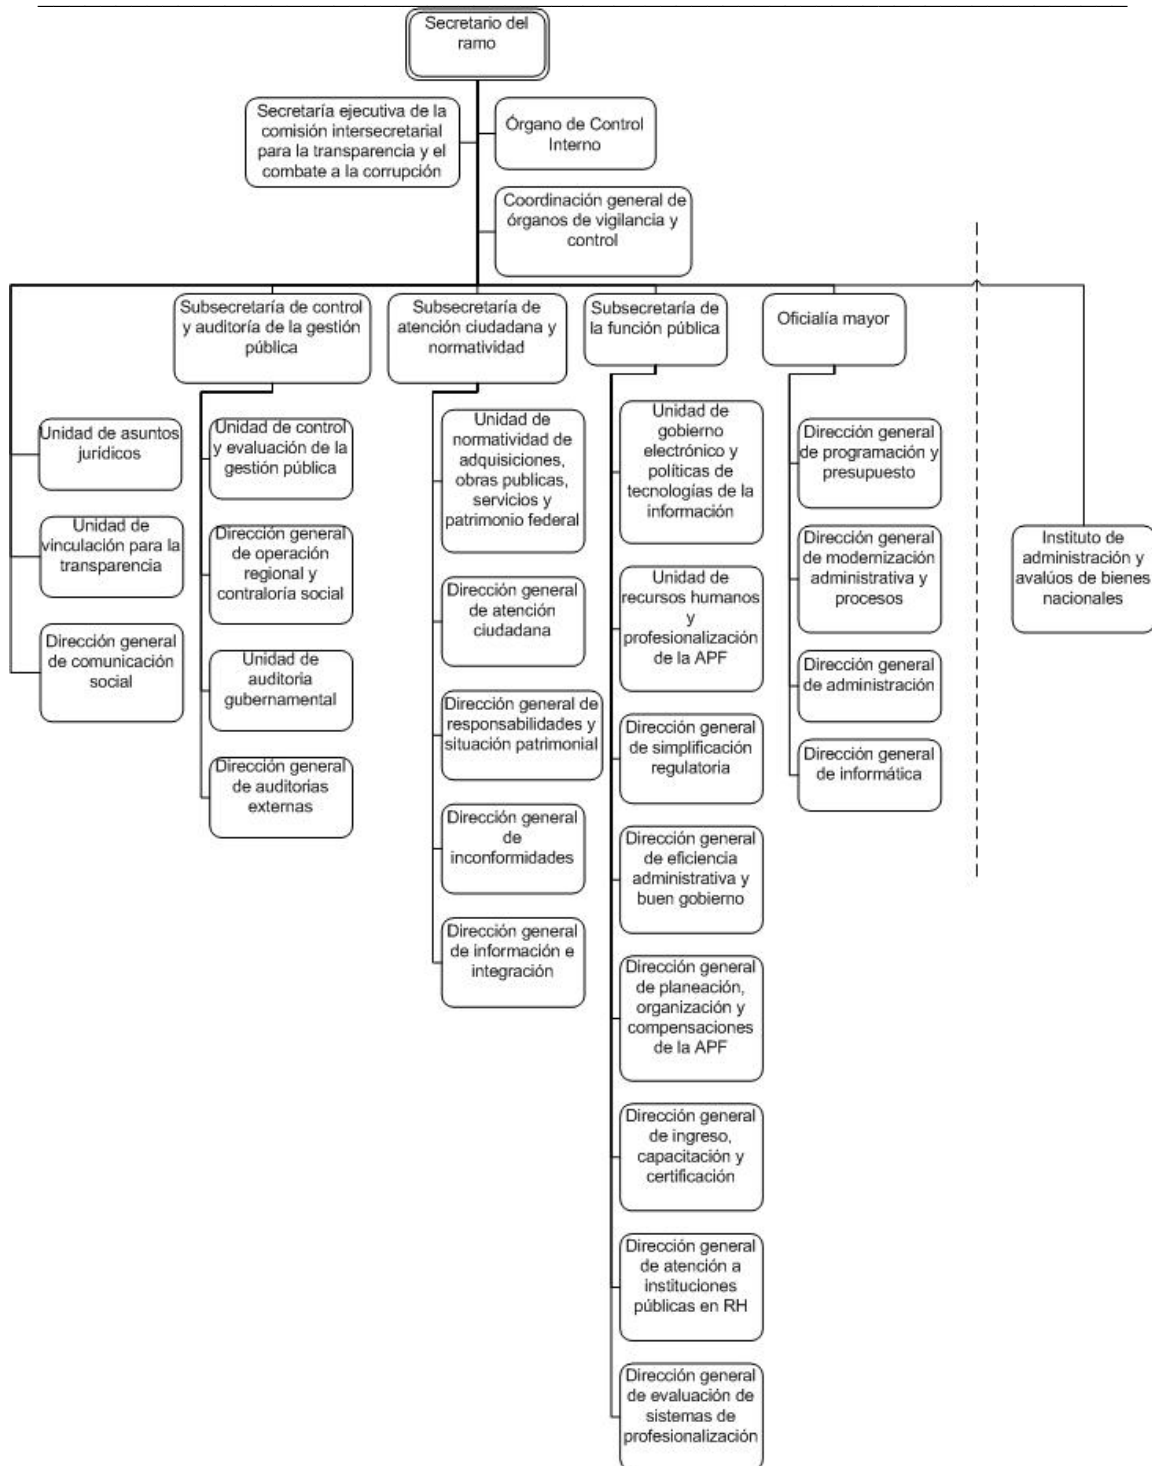 Secretario del
ramo
Secretaría ejecutiva de la
comisión intersecretarial
para la transparencia y el
combate a la corrupción
Órgano de Control
Interno
Coordinación general de
órganos de vigilancia y
control
Subsecretaría de control
y auditoría de la gestión
pública
Subsecretaría de
atención ciudadana y
normatividad
Subsecretaría de
la función pública
Oficialía mayor
Unidad de asuntos
jurídicos
Unidad de
vinculación para la
transparencia
Dirección general
de comunicación
social
Unidad de control
y evaluación de la
gestión pública
Dirección general
de operación
regional y
contraloría social
Unidad de
auditoria
gubernamental
Dirección general
de auditorias
externas
Unidad de
normatividad de
adquisiciones,
obras publicas,
servicios y
patrimonio federal
Dirección general
de atención
ciudadana
Dirección general de
responsabilidades y
situación patrimonial
Dirección general
de
inconformidades
Dirección general
de información e
integración
Unidad de
gobierno
electrónico y
políticas de
tecnologías de la
información
Unidad de
recursos humanos
y
profesionalización
de la APF
Dirección general
de simplificación
regulatoria
Dirección general
de eficiencia
administrativa y
buen gobierno
Dirección general
de planeación,
organización y
compensaciones
de la APF
Dirección general
de ingreso,
capacitación y
certificación
Dirección general
de atención a
instituciones
públicas en RH
Dirección general
de evaluación de
sistemas de
profesionalización
Dirección general
de programación y
presupuesto
Dirección general
de modernización
administrativa y
procesos
Dirección general
de administración
Dirección general
de informática
Instituto de
administración y
avalúos de bienes
nacionales